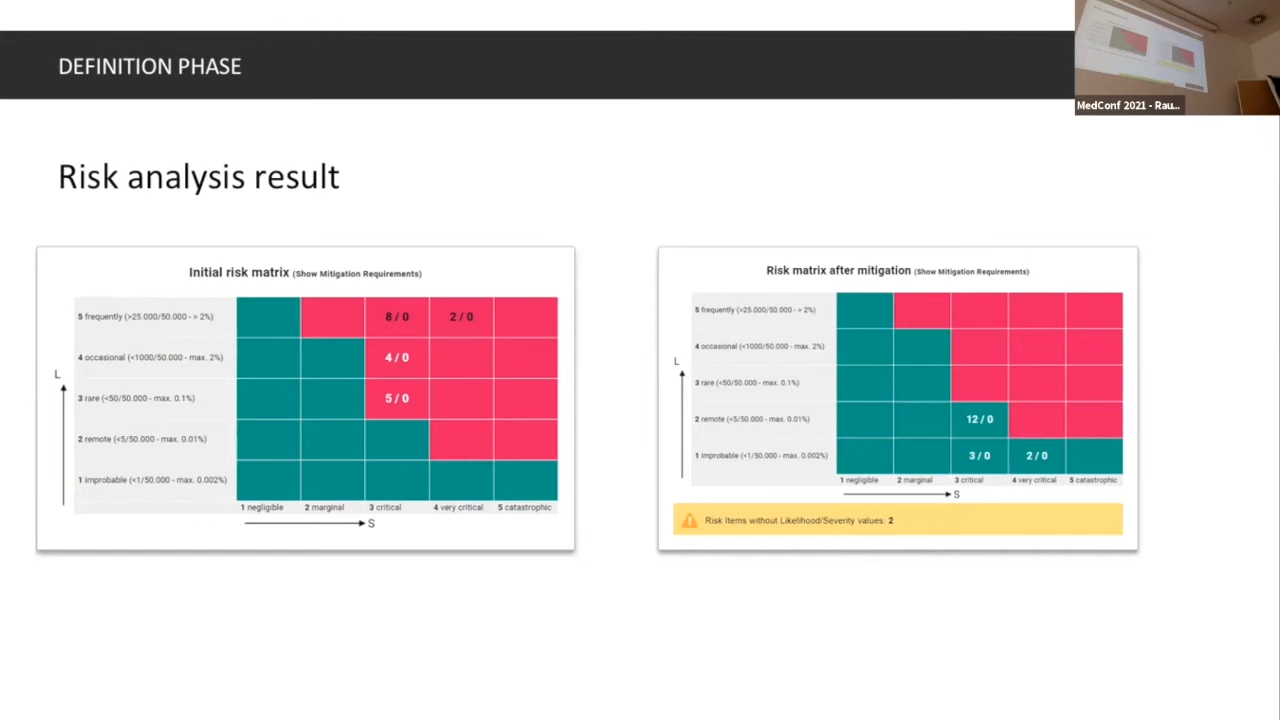 DEFINITION PHASE
MedConf 2021 - Rau...
Risk analysis result
Initial risk matrix (Show Mitigation Requirements)
5 frequently (>25.000/50.000 - > 2%)
8 / 0
2 / 0
4 occasional (<1000/50.000 - max. 2%)
4 / 0
L
3 rare (<50/50.000 - max. 0.1%)
5 / 0
2 remote (<5/50.000 - max. 0.01%)
1 improbable (<1/50.000 - max. 0.002%)
1 negligible
2 marginal
3 critical
4 very critical
5 catastrophic
S
Risk matrix after mitigation (Show Mitigation Requirements)
5 frequently (>25.000/50.000 - > 2%)
4 occasional (<1000/50.000 - max. 2%)
L
3 rare (<50/50.000 - max. 0.1%)
2 remote (<5/50.000 - max. 0.01%)
12 / 0
1 improbable (<1/50.000 - max. 0.002%)
3 / 0
2 / 0
1 negligible
2 marginal
3 critical
4 very critical
5 catastrophic
S
Risk Items without Likelihood/Severity values: 2